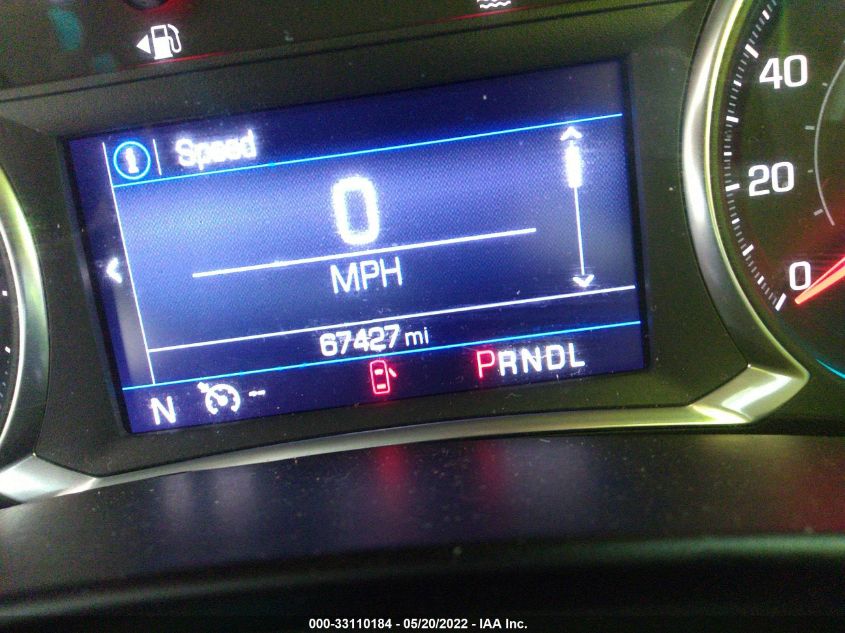 Speed
0
MPH
67427 mi
N --
PRNDL
40
20
0
000-33110184 - 05/20/2022 - IAA Inc.